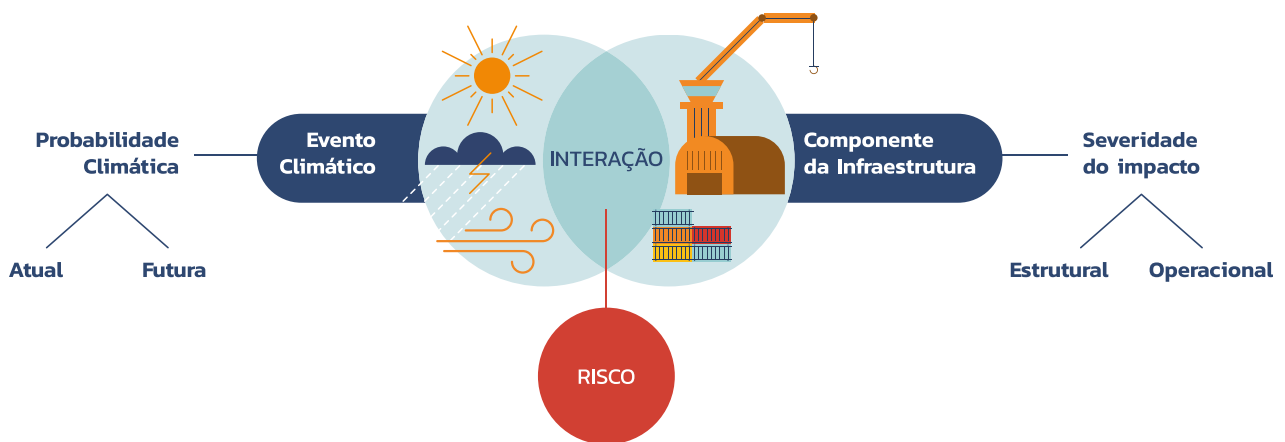 Probabilidade
Climática
Atual
Futura
Evento
Climático
INTERAÇÃO
Componente
da Infraestrutura
Severidade
do impacto
Estrutural
Operacional
RISCO